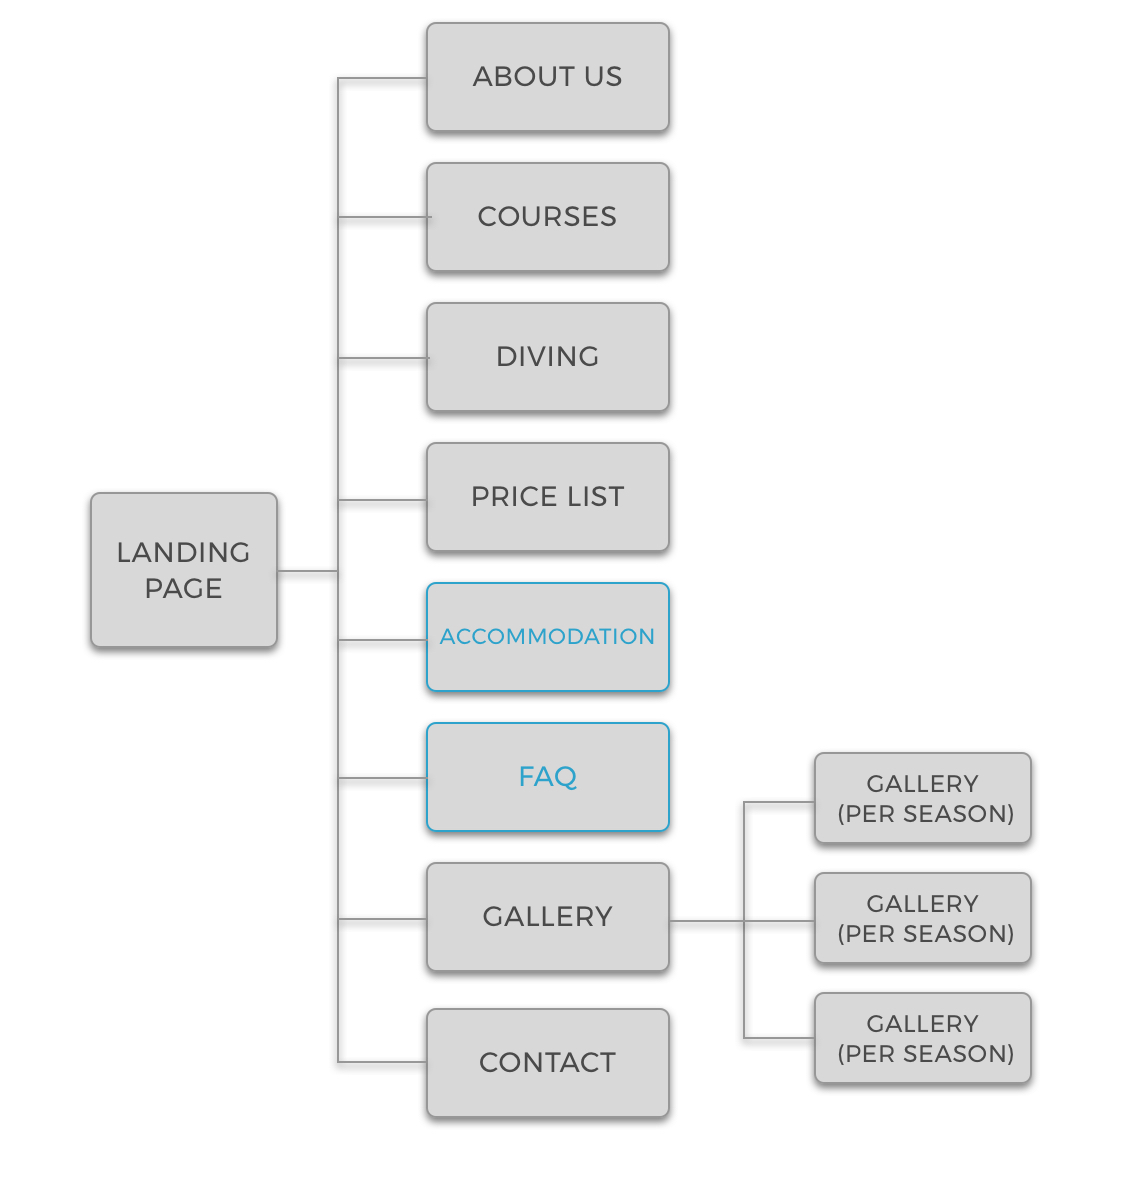 ABOUT US
COURSES
DIVING
PRICE LIST
LANDING
PAGE
ACCOMMODATION
FAQ
GALLERY
CONTACT
GALLERY
(PER SEASON)
GALLERY
(PER SEASON)
GALLERY
(PER SEASON)